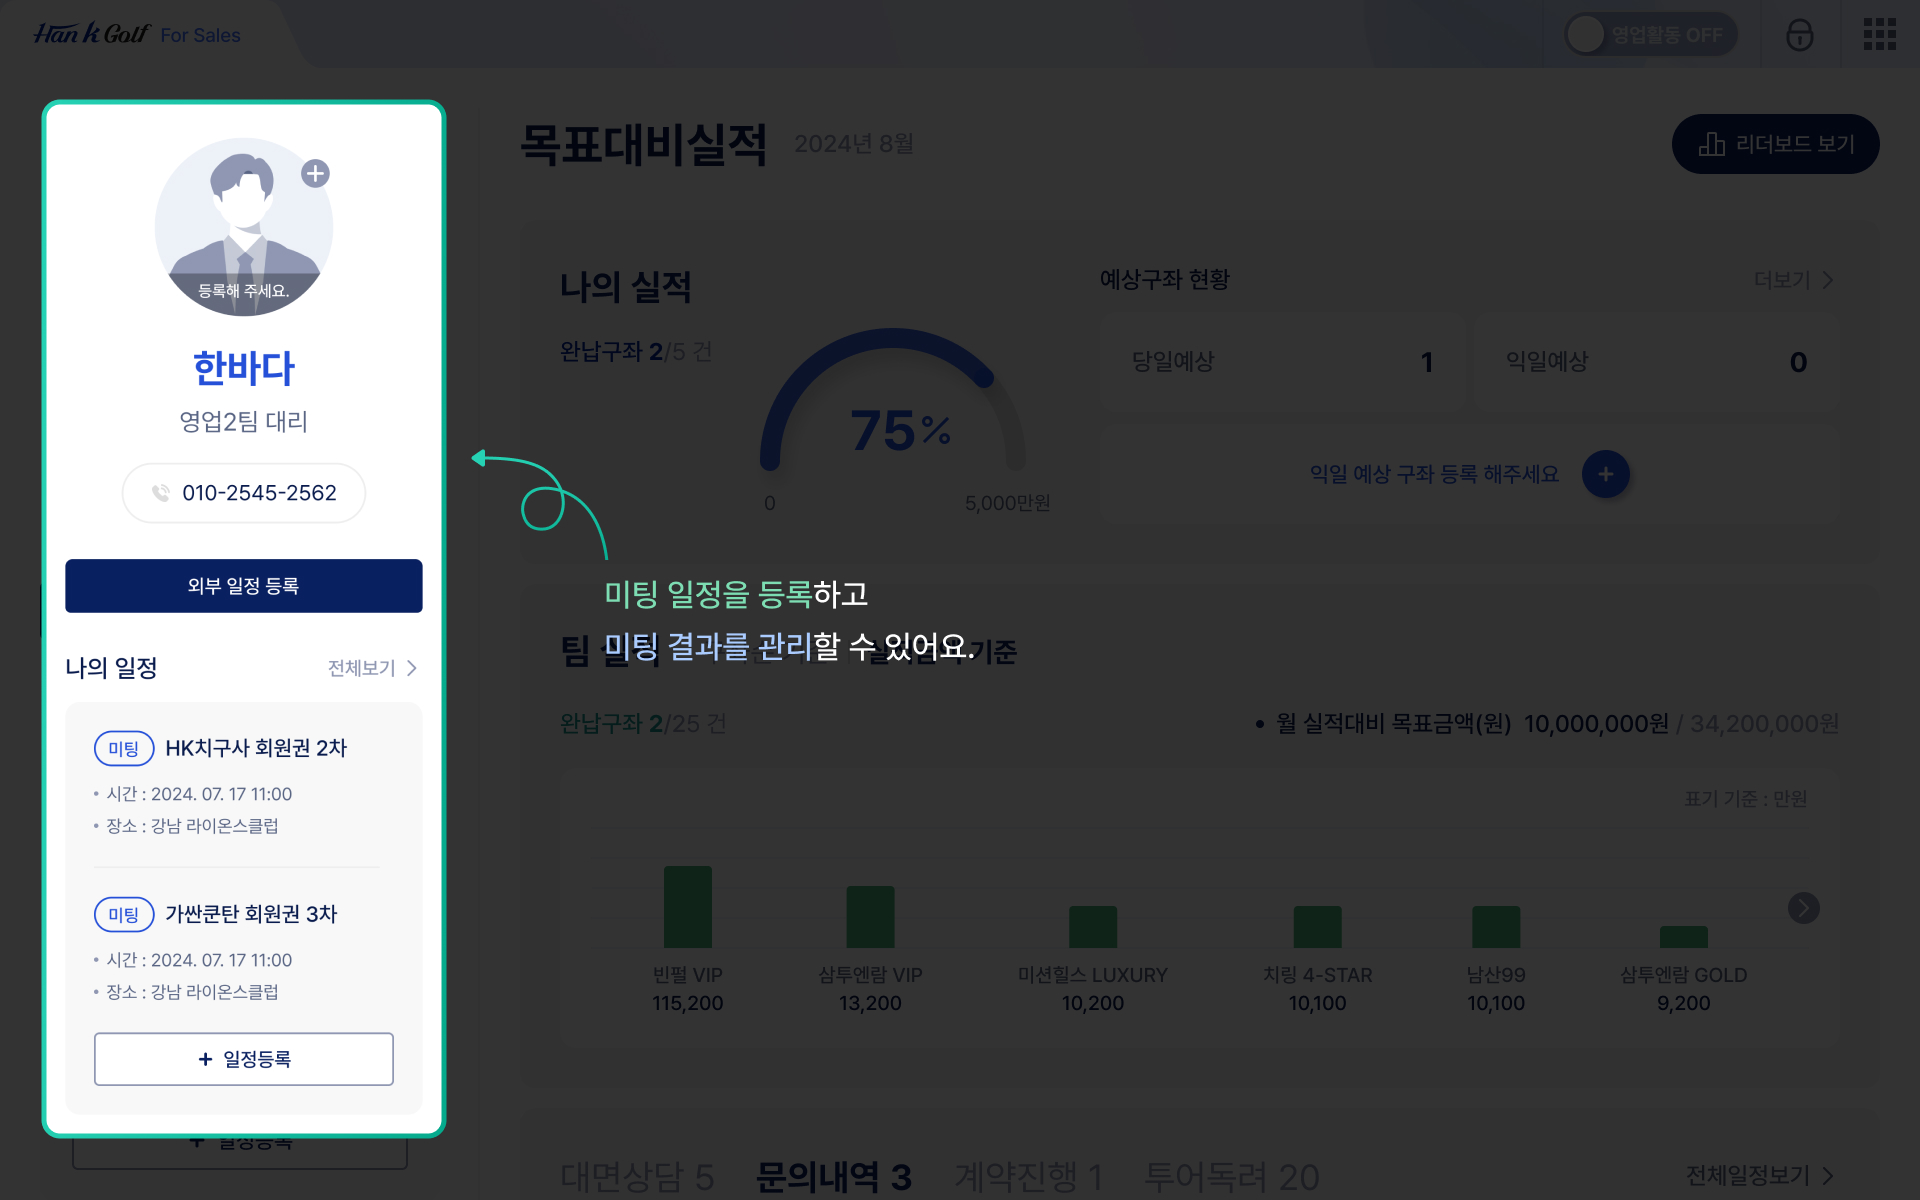 Han k Golf For Sales
영업활동 OFF
등록해 주세요.
한바다
영업2팀 대리
010-2545-2562
외부 일정 등록
나의 일정
전체보기
미팅 HK치구사 회원권 2차
• 시간 : 2024. 07. 17 11:00
• 장소 : 강남 라이온스클럽
미팅 가싼쿤탄 회원권 3차
• 시간 : 2024. 07. 17 11:00
• 장소 : 강남 라이온스클럽
+ 일정등록
+ 일정등록
목표대비실적 2024년 8월
리더보드 보기
나의 실적
완납구좌 2/5 건
75%
0
5,000만원
예상구좌 현황
더보기
당일예상 1
익일예상 0
익일 예상 구좌 등록 해주세요
미팅 일정을 등록하고
미팅 결과를 관리할 수 있어요.
팀 실적
기준
완납구좌 2/25 건
• 월 실적대비 목표금액(원) 10,000,000원 / 34,200,000원
표기 기준 : 만원
빈펄 VIP
115,200
삼투엔람 VIP
13,200
미션힐스 LUXURY
10,200
치링 4-STAR
10,100
남산99
10,100
삼투엔람 GOLD
9,200
대면상담 5
문의내역 3
계약진행 1
투어독려 20
전체일정보기